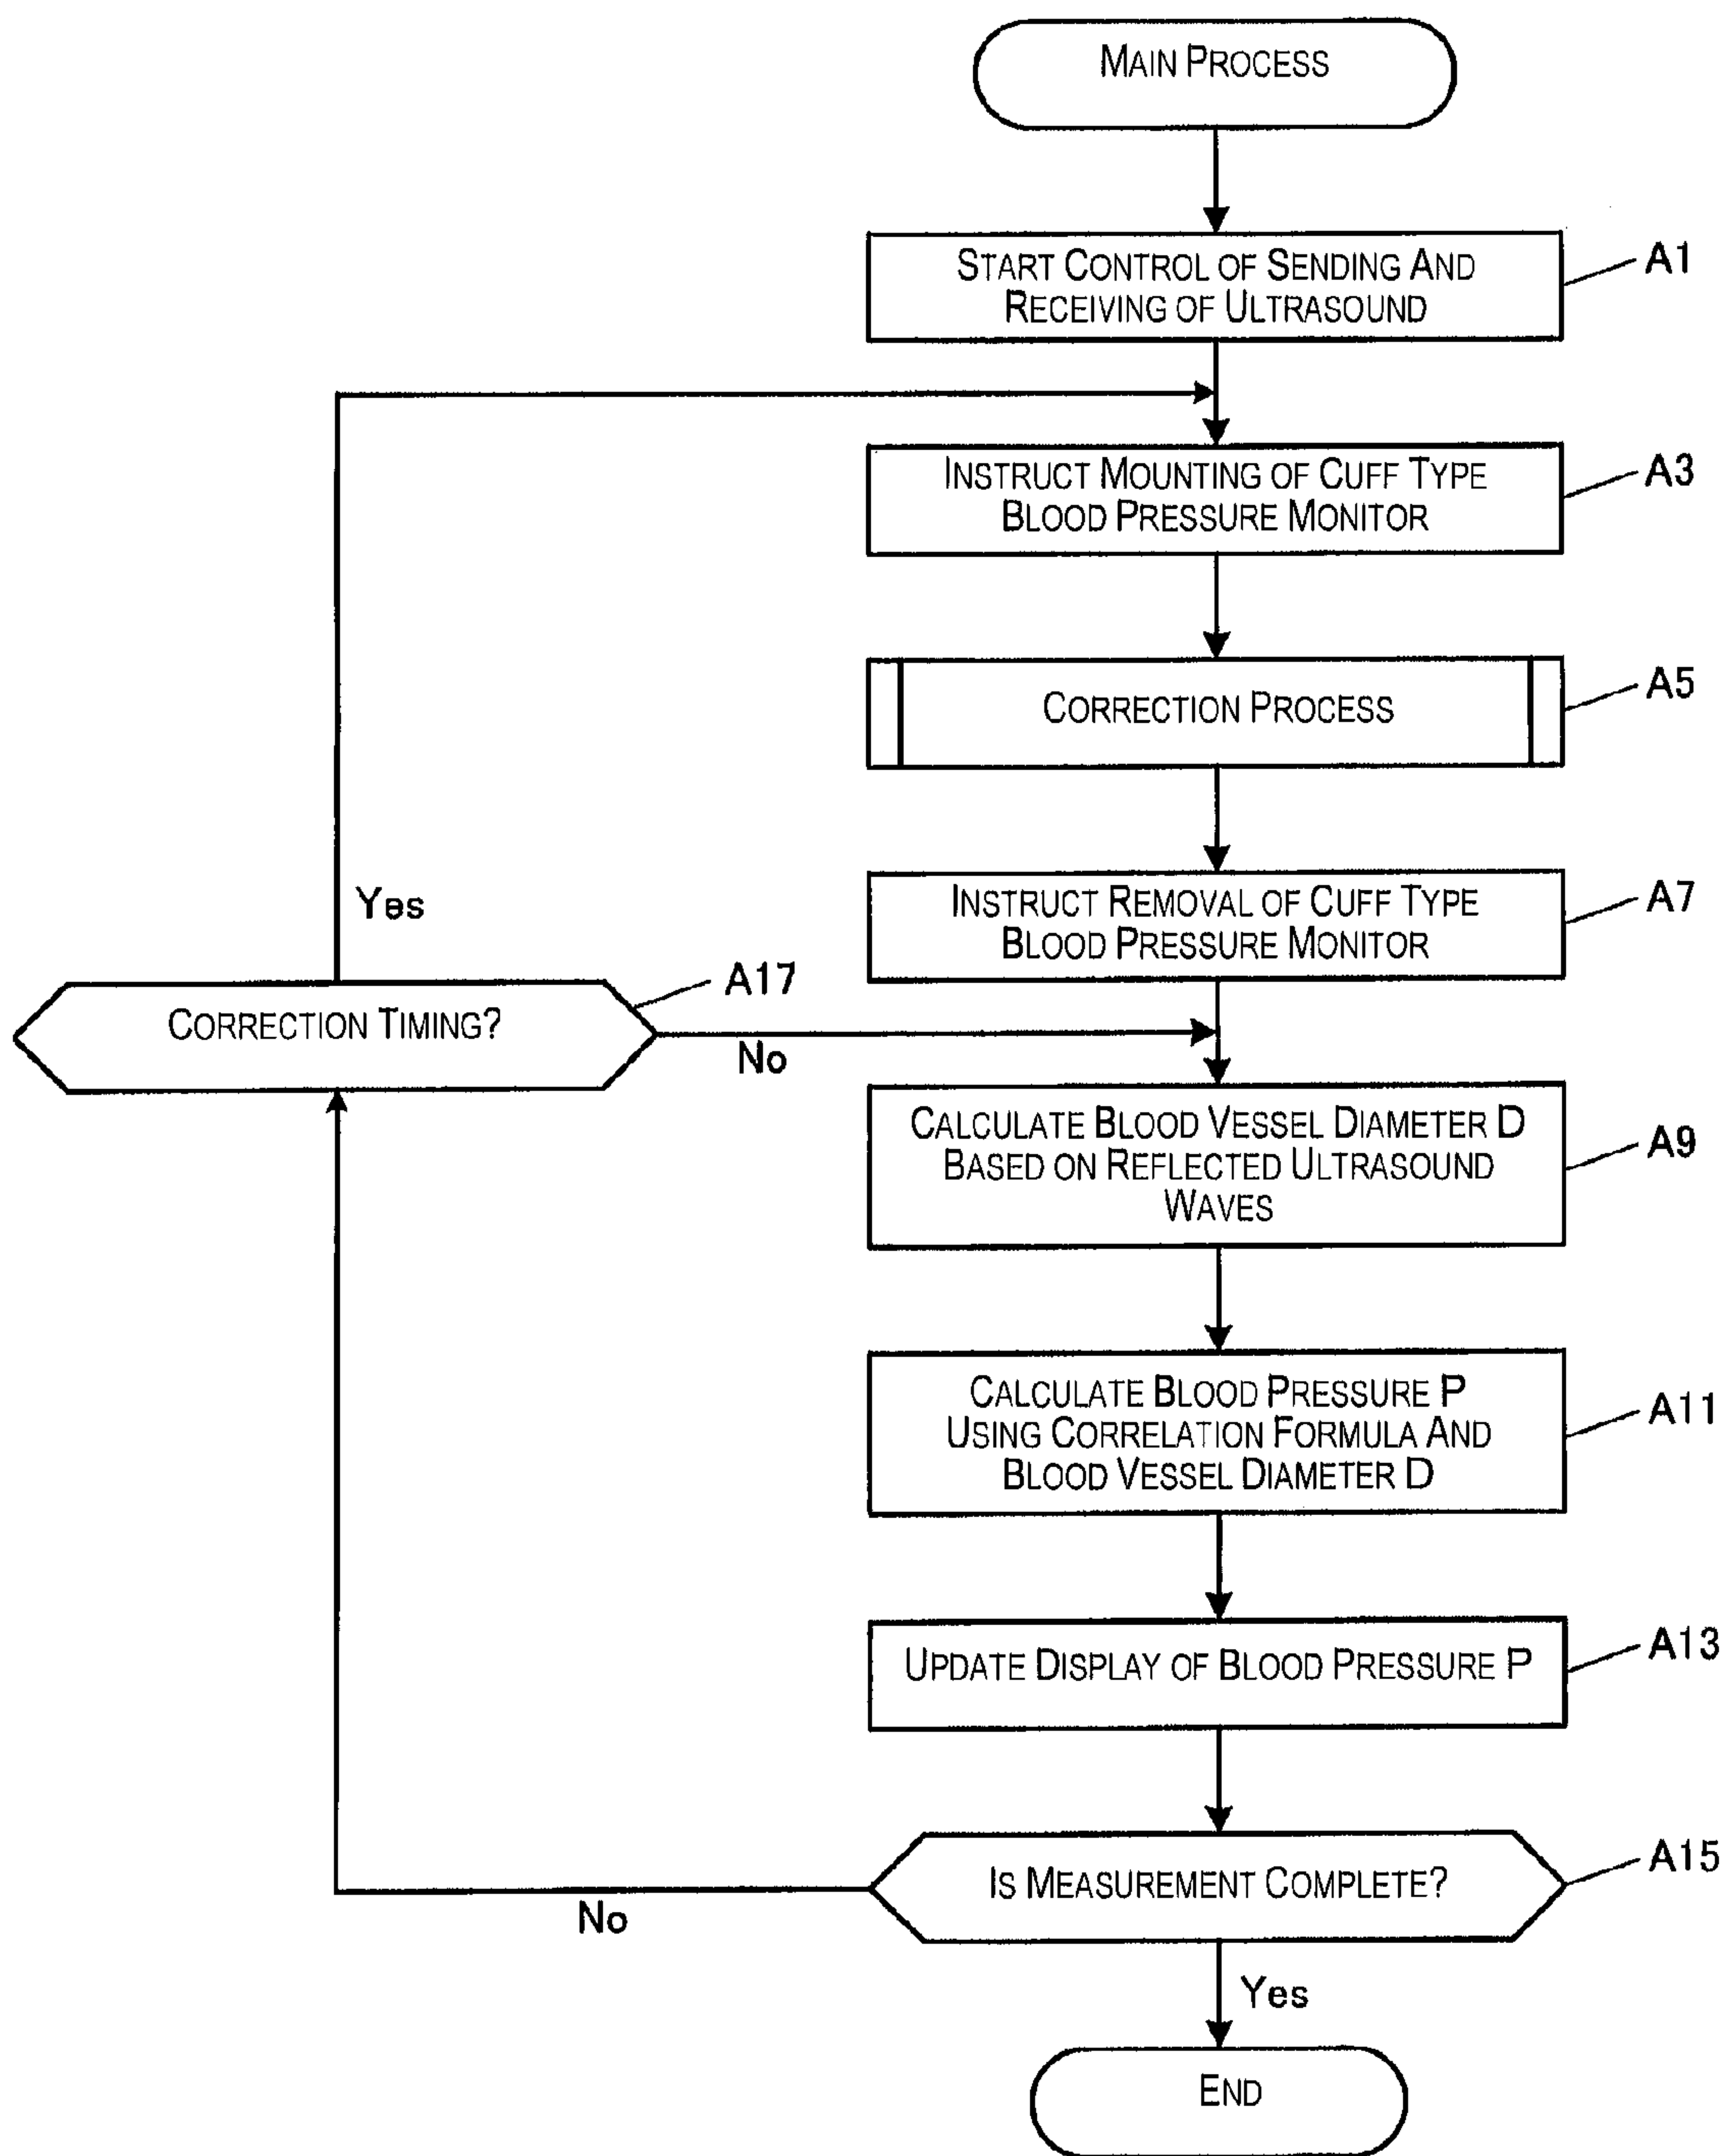 MAIN PROCESS
START CONTROL OF SENDING AND
RECEIVING OF ULTRASOUND
A1
INSTRUCT MOUNTING OF CUFF TYPE
BLOOD PRESSURE MONITOR
A3
CORRECTION PROCESS
A5
INSTRUCT REMOVAL OF CUFF TYPE
BLOOD PRESSURE MONITOR
A7
Yes
CORRECTION TIMING?
A17
No
CALCULATE BLOOD VESSEL DIAMETER D
BASED ON REFLECTED ULTRASOUND
WAVES
A9
CALCULATE BLOOD PRESSURE P
USING CORRELATION FORMULA AND
BLOOD VESSEL DIAMETER D
A11
UPDATE DISPLAY OF BLOOD PRESSURE P
A13
IS MEASUREMENT COMPLETE?
A15
No
Yes
END